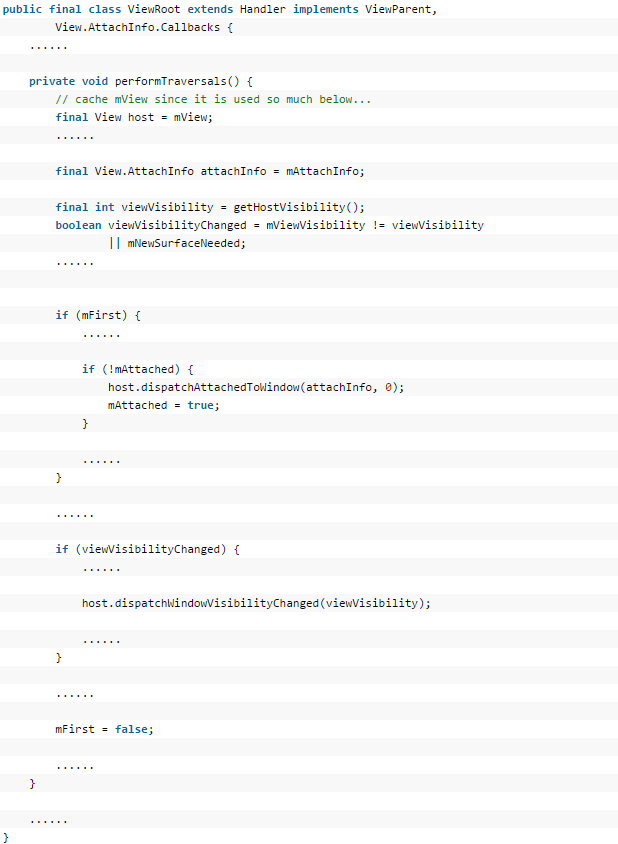 public final class ViewRoot extends Handler implements ViewParent,
        View.AttachInfo.Callbacks {
    ......

    private void performTraversals() {
        // cache mView since it is used so much below...
        final View host = mView;
        ......

        final View.AttachInfo attachInfo = mAttachInfo;

        final int viewVisibility = getHostVisibility();
        boolean viewVisibilityChanged = mViewVisibility != viewVisibility
                || mNewSurfaceNeeded;
        ......


        if (mFirst) {
            ......

            if (!mAttached) {
                host.dispatchAttachedToWindow(attachInfo, 0);
                mAttached = true;
            }

            ......
        }

        ......

        if (viewVisibilityChanged) {
            ......

            host.dispatchWindowVisibilityChanged(viewVisibility);

            ......
        }

        ......

        mFirst = false;

        ......
    }

    ......
}